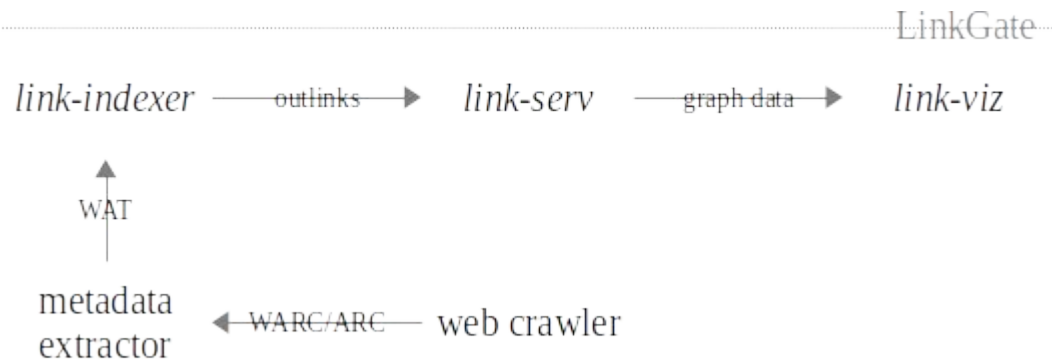 LinkGate
link-indexer outlinks link-serv graph data link-viz
WAT
metadata
extractor
WARC/ARC web crawler